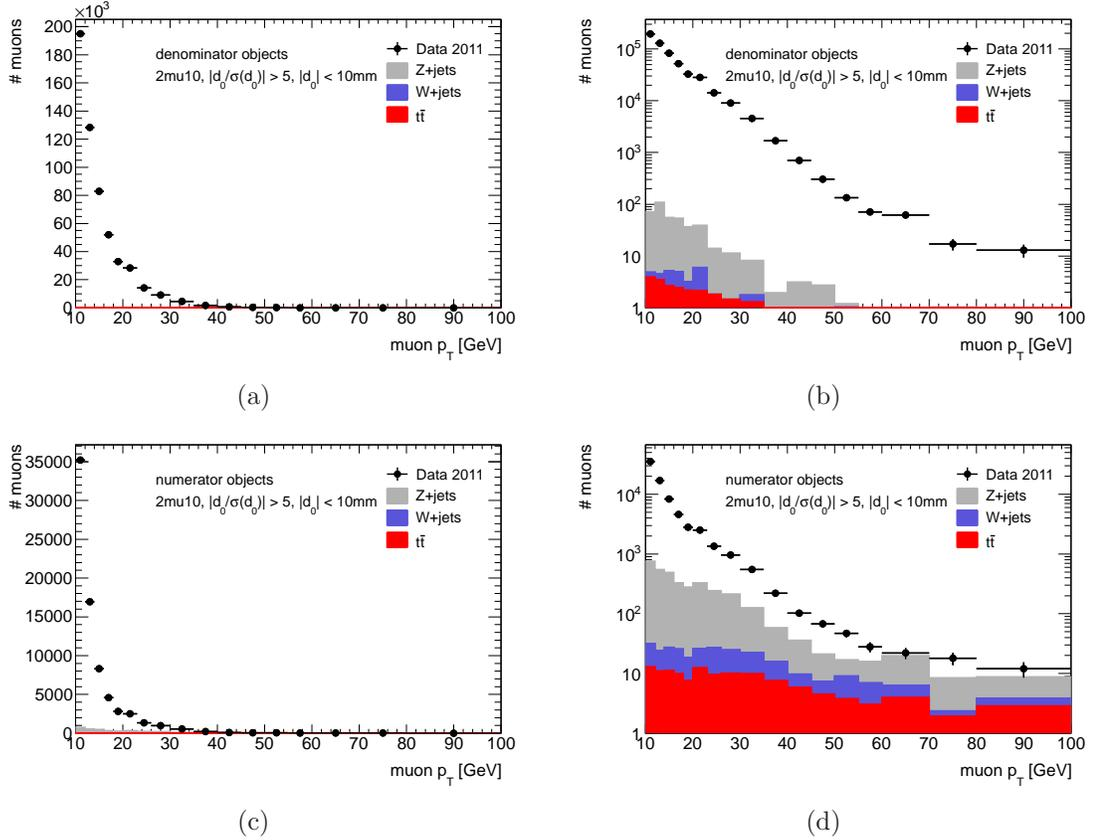 ×10³
# muons
200
180
160
140
120
100
80
60
40
20
0
denominator objects
2mu10, |d₀/σ(d₀)| > 5, |d₀| < 10mm
Data 2011
Z+jets
W+jets
tt̄
10 20 30 40 50 60 70 80 90 100
muon p_T [GeV]
(a)
# muons
10⁵
10⁴
10³
10²
10
1
denominator objects
2mu10, |d₀/σ(d₀)| > 5, |d₀| < 10mm
Data 2011
Z+jets
W+jets
tt̄
10 20 30 40 50 60 70 80 90 100
muon p_T [GeV]
(b)
# muons
35000
30000
25000
20000
15000
10000
5000
0
numerator objects
2mu10, |d₀/σ(d₀)| > 5, |d₀| < 10mm
Data 2011
Z+jets
W+jets
tt̄
10 20 30 40 50 60 70 80 90 100
muon p_T [GeV]
(c)
# muons
10⁴
10³
10²
10
1
numerator objects
2mu10, |d₀/σ(d₀)| > 5, |d₀| < 10mm
Data 2011
Z+jets
W+jets
tt̄
10 20 30 40 50 60 70 80 90 100
muon p_T [GeV]
(d)